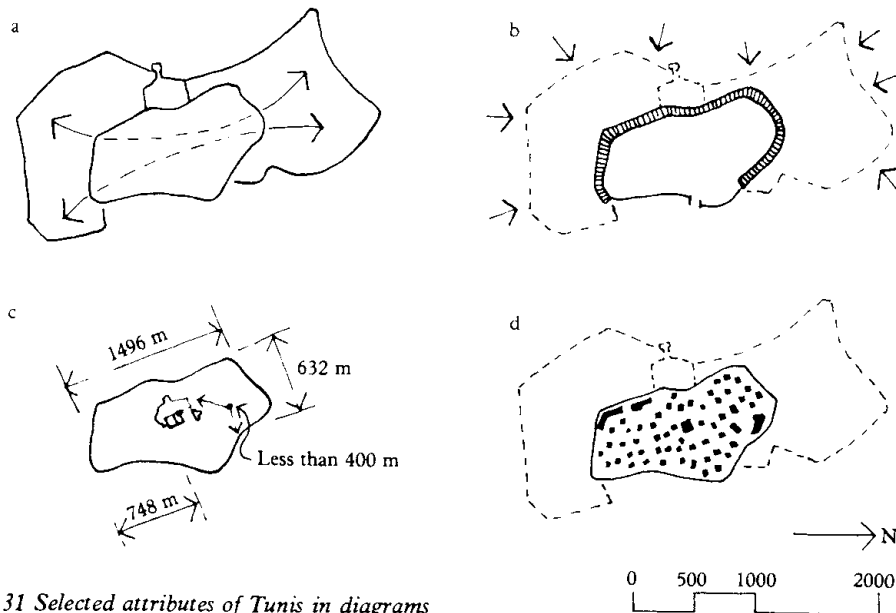 a
b
c
1496 m
632 m
Less than 400 m
748 m
d
N
0 500 1000 2000
31 Selected attributes of Tunis in diagrams